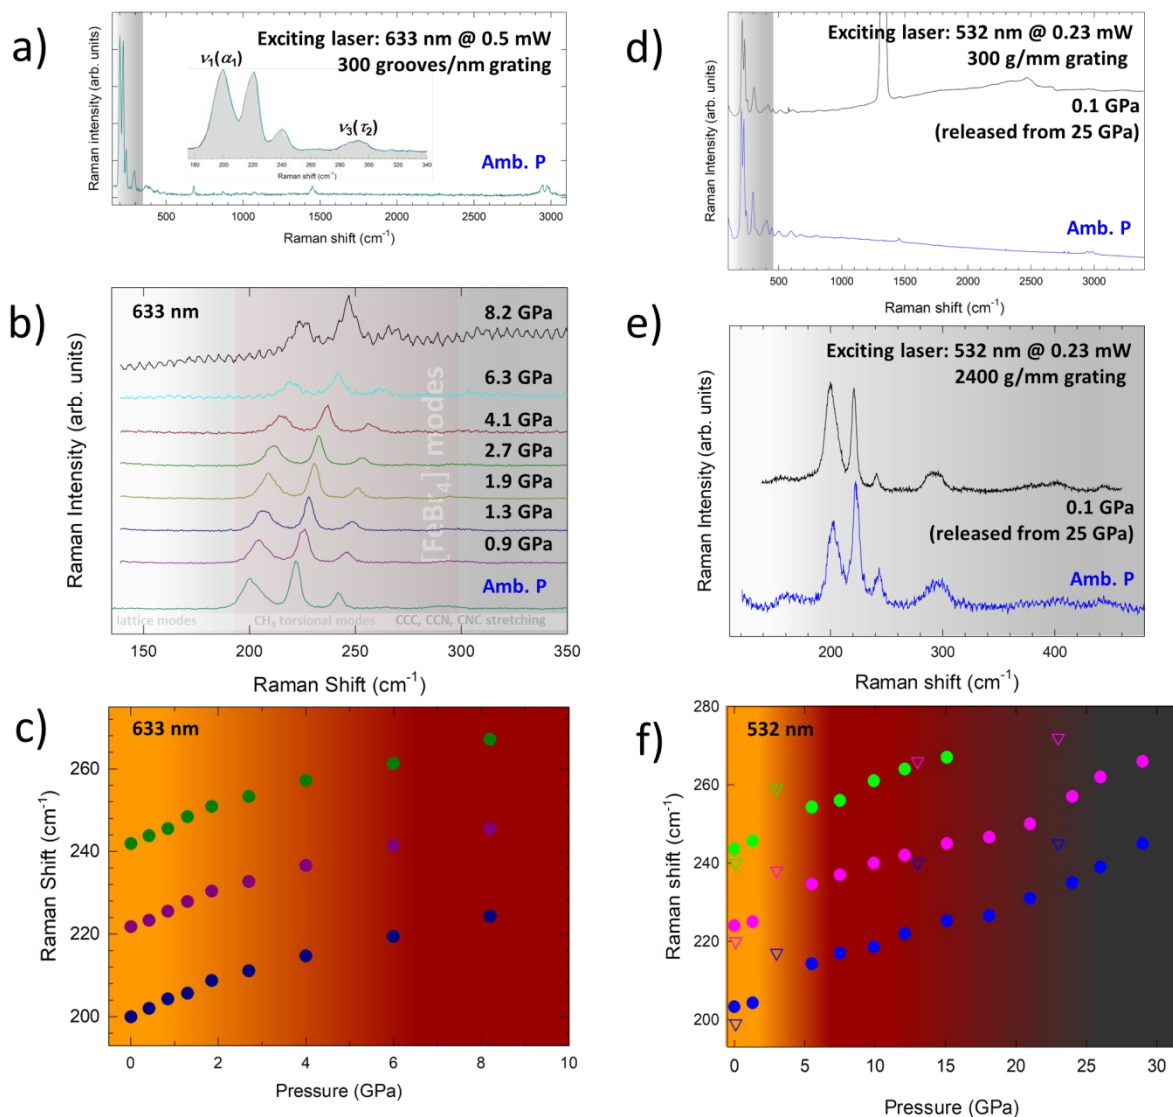 a)
Raman intensity (arb. units)
Exciting laser: 633 nm @ 0.5 mW
300 grooves/nm grating
ν1(α1)
ν3(τ2)
180 200 220 240 260 280 300 320 340
Raman shift (cm-1)
Amb. P
500 1000 1500 2000 2500 3000
Raman shift (cm-1)
b)
Raman Intensity (arb. units)
633 nm
8.2 GPa
6.3 GPa
4.1 GPa
2.7 GPa
1.9 GPa
1.3 GPa
0.9 GPa
Amb. P
[FeBr4] modes
lattice modes
CH3 torsional modes
CCC, CCN, CNC stretching
150 200 250 300 350
Raman Shift (cm-1)
c)
633 nm
Raman Shift (cm-1)
260
240
220
200
0 2 4 6 8 10
Pressure (GPa)
d)
Raman Intensity (arb. units)
Exciting laser: 532 nm @ 0.23 mW
300 g/mm grating
0.1 GPa
(released from 25 GPa)
Amb. P
500 1000 1500 2000 2500 3000
Raman shift (cm-1)
e)
Raman Intensity (arb. units)
Exciting laser: 532 nm @ 0.23 mW
2400 g/mm grating
0.1 GPa
(released from 25 GPa)
Amb. P
200 300 400
Raman shift (cm-1)
f)
532 nm
Raman shift (cm-1)
280
260
240
220
200
0 5 10 15 20 25 30
Pressure (GPa)